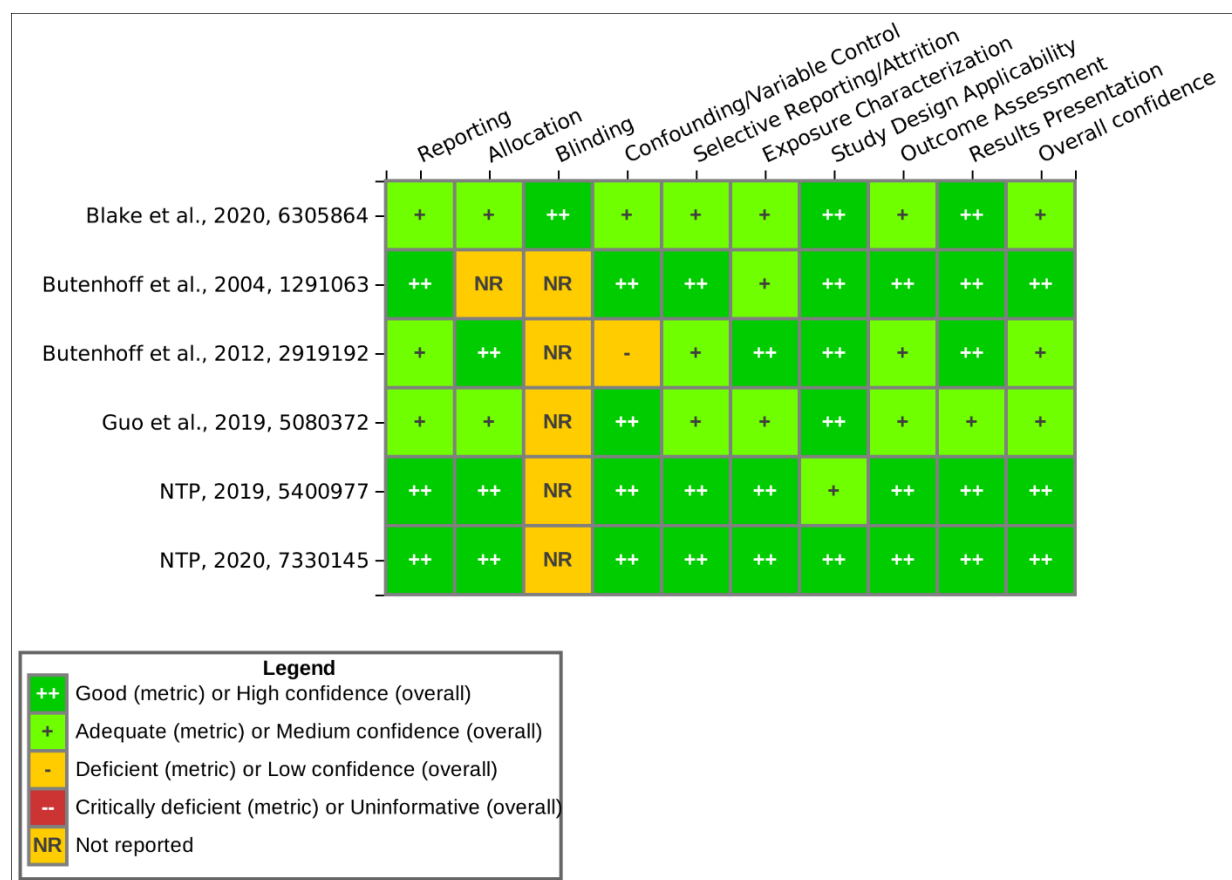 Reporting
Allocation
Blinding
Confounding/Variable Control
Selective Reporting/Attrition
Exposure Characterization
Study Design Applicability
Outcome Assessment
Results Presentation
Overall confidence
Blake et al., 2020, 6305864 + + ++ + + + ++ + ++ +
Butenhoff et al., 2004, 1291063 ++ NR NR ++ ++ + ++ ++ ++ ++
Butenhoff et al., 2012, 2919192 + ++ NR - + ++ ++ + ++ +
Guo et al., 2019, 5080372 + + NR ++ + + ++ + + +
NTP, 2019, 5400977 ++ ++ NR ++ ++ ++ + ++ ++ ++
NTP, 2020, 7330145 ++ ++ NR ++ ++ ++ ++ ++ ++ ++
Legend
++ Good (metric) or High confidence (overall)
+ Adequate (metric) or Medium confidence (overall)
- Deficient (metric) or Low confidence (overall)
-- Critically deficient (metric) or Uninformative (overall)
NR Not reported